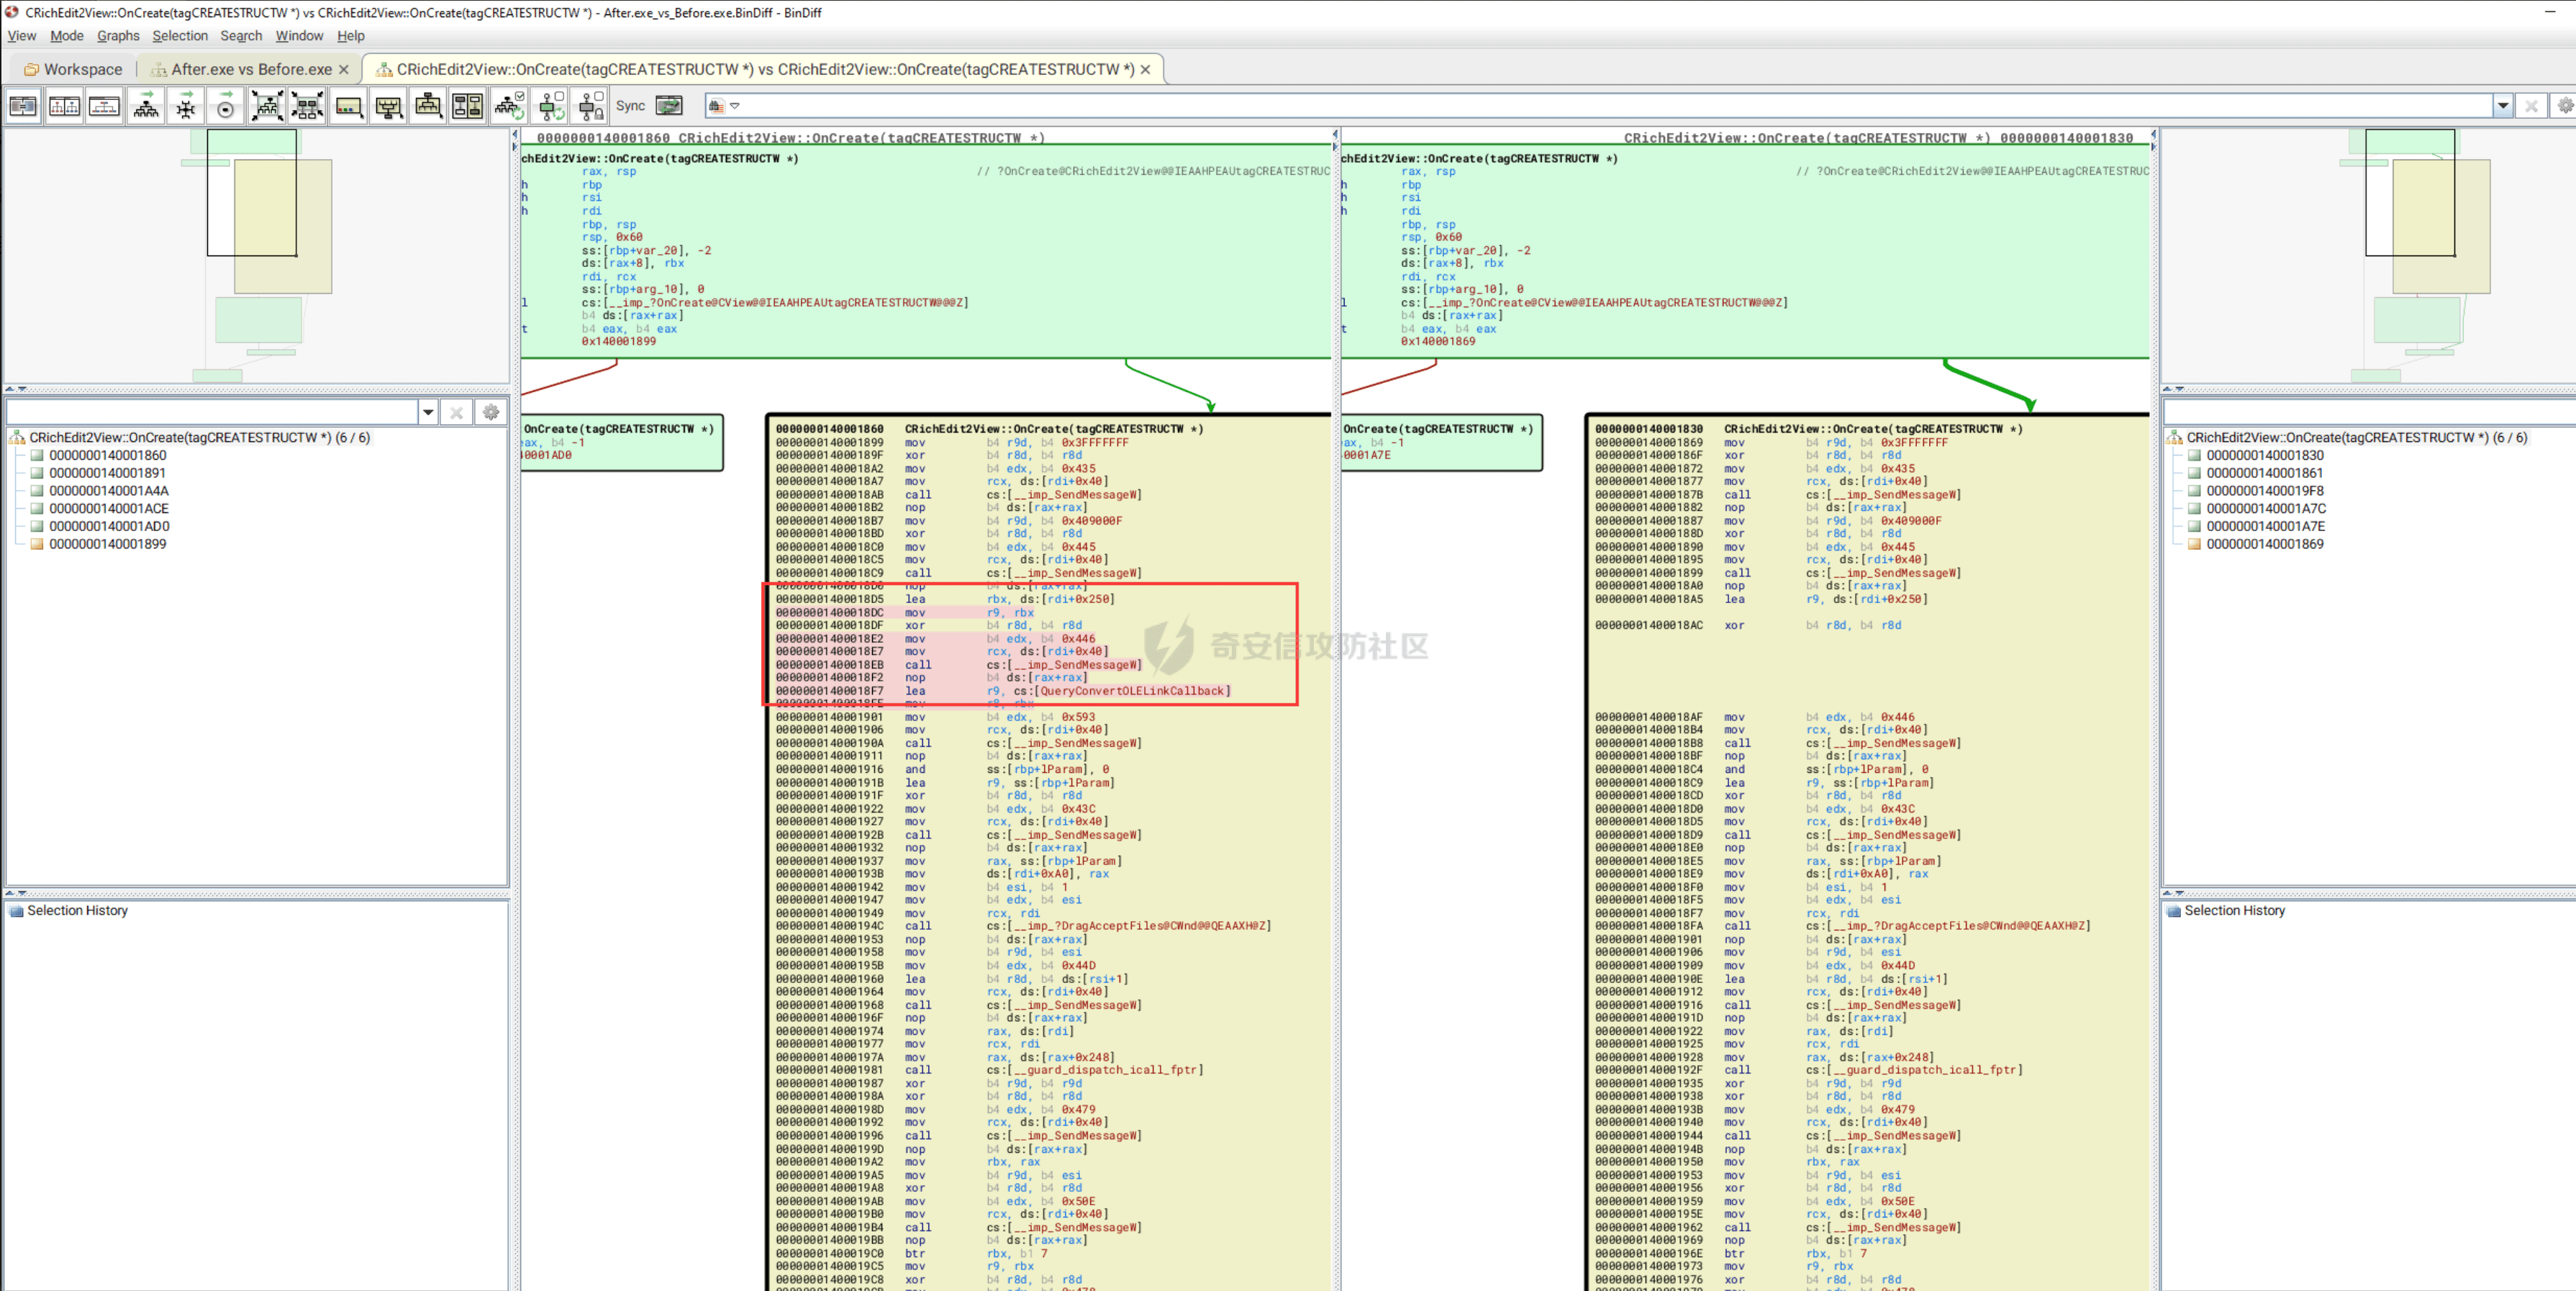 CRichEdit2View::OnCreate(tagCREATESTRUCTW *) vs CRichEdit2View::OnCreate(tagCREATESTRUCTW *) - After.exe_vs_Before.exe.BinDiff - BinDiff
View Mode Graphs Selection Search Window Help
Workspace
After.exe vs Before.exe
CRichEdit2View::OnCreate(tagCREATESTRUCTW *) vs CRichEdit2View::OnCreate(tagCREATESTRUCTW *)
Sync
CRichEdit2View::OnCreate(tagCREATESTRUCTW *) (6 / 6)
0000000140001860
0000000140001891
0000000140001A4A
0000000140001ACE
0000000140001AD0
0000000140001899
Selection History
0000000140001860 CRichEdit2View::OnCreate(tagCREATESTRUCTW *)
chEdit2View::OnCreate(tagCREATESTRUCTW *)
rax, rsp // ?OnCreate@CRichEdit2View@@IEAAHPEAUtagCREATESTRUC
h rbp
h rsi
h rdi
rbp, rsp
rsp, 0x60
ss:[rbp+var_20], -2
ds:[rax+8], rbx
rdi, rcx
ss:[rbp+arg_10], 0
l cs:[__imp_?OnCreate@CView@@IEAAHPEAUtagCREATESTRUCTW@@@Z]
b4 ds:[rax+rax]
t b4 eax, b4 eax
0x140001899
OnCreate(tagCREATESTRUCTW *)
eax, b4 -1
40001AD0
0000000140001860 CRichEdit2View::OnCreate(tagCREATESTRUCTW *)
0000000140001899 mov b4 r9d, b4 0x3FFFFFFF
000000014000189F xor b4 r8d, b4 r8d
00000001400018A2 mov b4 edx, b4 0x435
00000001400018A7 mov rcx, ds:[rdi+0x40]
00000001400018AB call cs:[__imp_SendMessageW]
00000001400018B2 nop b4 ds:[rax+rax]
00000001400018B7 mov b4 r9d, b4 0x409000F
00000001400018BD xor b4 r8d, b4 r8d
00000001400018C0 mov b4 edx, b4 0x445
00000001400018C5 mov rcx, ds:[rdi+0x40]
00000001400018C9 call cs:[__imp_SendMessageW]
00000001400018D0 nop b4 ds:[rax+rax]
00000001400018D5 lea rbx, ds:[rdi+0x250]
00000001400018DC mov r9, rbx
00000001400018DF xor b4 r8d, b4 r8d
00000001400018E2 mov b4 edx, b4 0x446
00000001400018E7 mov rcx, ds:[rdi+0x40]
00000001400018EB call cs:[__imp_SendMessageW]
00000001400018F2 nop b4 ds:[rax+rax]
00000001400018F7 lea r9, cs:[QueryConvertOLELinkCallback]
00000001400018FE mov r8, rbx
0000000140001901 mov b4 edx, b4 0x593
0000000140001906 mov rcx, ds:[rdi+0x40]
000000014000190A call cs:[__imp_SendMessageW]
0000000140001911 nop b4 ds:[rax+rax]
0000000140001916 and ss:[rbp+lParam], 0
000000014000191B lea r9, ss:[rbp+lParam]
000000014000191F xor b4 r8d, b4 r8d
0000000140001922 mov b4 edx, b4 0x43C
0000000140001927 mov rcx, ds:[rdi+0x40]
000000014000192B call cs:[__imp_SendMessageW]
0000000140001932 nop b4 ds:[rax+rax]
0000000140001937 mov rax, ss:[rbp+lParam]
000000014000193B mov ds:[rdi+0xA0], rax
0000000140001942 mov b4 esi, b4 1
0000000140001947 mov b4 edx, b4 esi
0000000140001949 mov rcx, rdi
000000014000194C call cs:[__imp_?DragAcceptFiles@CWnd@@QEAAXH@Z]
0000000140001953 nop b4 ds:[rax+rax]
0000000140001958 mov b4 r9d, b4 esi
000000014000195B mov b4 edx, b4 0x44D
0000000140001960 lea b4 r8d, b4 ds:[rsi+1]
0000000140001964 mov rcx, ds:[rdi+0x40]
0000000140001968 call cs:[__imp_SendMessageW]
000000014000196F nop b4 ds:[rax+rax]
0000000140001974 mov rax, ds:[rdi]
0000000140001977 mov rcx, rdi
000000014000197A mov rax, ds:[rax+0x248]
0000000140001981 call cs:[__guard_dispatch_icall_fptr]
0000000140001987 xor b4 r9d, b4 r9d
000000014000198A xor b4 r8d, b4 r8d
000000014000198D mov b4 edx, b4 0x479
0000000140001992 mov rcx, ds:[rdi+0x40]
0000000140001996 call cs:[__imp_SendMessageW]
000000014000199D nop b4 ds:[rax+rax]
00000001400019A2 mov rbx, rax
00000001400019A5 mov b4 r9d, b4 esi
00000001400019A8 xor b4 r8d, b4 r8d
00000001400019AB mov b4 edx, b4 0x50E
00000001400019B0 mov rcx, ds:[rdi+0x40]
00000001400019B4 call cs:[__imp_SendMessageW]
00000001400019BB nop b4 ds:[rax+rax]
00000001400019C0 btr rbx, b1 7
00000001400019C5 mov r9, rbx
00000001400019C8 xor b4 r8d, b4 r8d
奇安信攻防社区
CRichEdit2View::OnCreate(tagCREATESTRUCTW *) 0000000140001830
chEdit2View::OnCreate(tagCREATESTRUCTW *)
rax, rsp // ?OnCreate@CRichEdit2View@@IEAAHPEAUtagCREATESTRUC
h rbp
h rsi
h rdi
rbp, rsp
rsp, 0x60
ss:[rbp+var_20], -2
ds:[rax+8], rbx
rdi, rcx
ss:[rbp+arg_10], 0
l cs:[__imp_?OnCreate@CView@@IEAAHPEAUtagCREATESTRUCTW@@@Z]
b4 ds:[rax+rax]
t b4 eax, b4 eax
0x140001869
OnCreate(tagCREATESTRUCTW *)
eax, b4 -1
0001A7E
0000000140001830 CRichEdit2View::OnCreate(tagCREATESTRUCTW *)
0000000140001869 mov b4 r9d, b4 0x3FFFFFFF
000000014000186F xor b4 r8d, b4 r8d
0000000140001872 mov b4 edx, b4 0x435
0000000140001877 mov rcx, ds:[rdi+0x40]
000000014000187B call cs:[__imp_SendMessageW]
0000000140001882 nop b4 ds:[rax+rax]
0000000140001887 mov b4 r9d, b4 0x409000F
000000014000188D xor b4 r8d, b4 r8d
0000000140001890 mov b4 edx, b4 0x445
0000000140001895 mov rcx, ds:[rdi+0x40]
0000000140001899 call cs:[__imp_SendMessageW]
00000001400018A0 nop b4 ds:[rax+rax]
00000001400018A5 lea r9, ds:[rdi+0x250]
00000001400018AC xor b4 r8d, b4 r8d
00000001400018AF mov b4 edx, b4 0x446
00000001400018B4 mov rcx, ds:[rdi+0x40]
00000001400018B8 call cs:[__imp_SendMessageW]
00000001400018BF nop b4 ds:[rax+rax]
00000001400018C4 and ss:[rbp+lParam], 0
00000001400018C9 lea r9, ss:[rbp+lParam]
00000001400018CD xor b4 r8d, b4 r8d
00000001400018D0 mov b4 edx, b4 0x43C
00000001400018D5 mov rcx, ds:[rdi+0x40]
00000001400018D9 call cs:[__imp_SendMessageW]
00000001400018E0 nop b4 ds:[rax+rax]
00000001400018E5 mov rax, ss:[rbp+lParam]
00000001400018E9 mov ds:[rdi+0xA0], rax
00000001400018F0 mov b4 esi, b4 1
00000001400018F5 mov b4 edx, b4 esi
00000001400018F7 mov rcx, rdi
00000001400018FA call cs:[__imp_?DragAcceptFiles@CWnd@@QEAAXH@Z]
0000000140001901 nop b4 ds:[rax+rax]
0000000140001906 mov b4 r9d, b4 esi
0000000140001909 mov b4 edx, b4 0x44D
000000014000190E lea b4 r8d, b4 ds:[rsi+1]
0000000140001912 mov rcx, ds:[rdi+0x40]
0000000140001916 call cs:[__imp_SendMessageW]
000000014000191D nop b4 ds:[rax+rax]
0000000140001922 mov rax, ds:[rdi]
0000000140001925 mov rcx, rdi
0000000140001928 mov rax, ds:[rax+0x248]
000000014000192F call cs:[__guard_dispatch_icall_fptr]
0000000140001935 xor b4 r9d, b4 r9d
0000000140001938 xor b4 r8d, b4 r8d
000000014000193B mov b4 edx, b4 0x479
0000000140001940 mov rcx, ds:[rdi+0x40]
0000000140001944 call cs:[__imp_SendMessageW]
000000014000194B nop b4 ds:[rax+rax]
0000000140001950 mov rbx, rax
0000000140001953 mov b4 r9d, b4 esi
0000000140001956 xor b4 r8d, b4 r8d
0000000140001959 mov b4 edx, b4 0x50E
000000014000195E mov rcx, ds:[rdi+0x40]
0000000140001962 call cs:[__imp_SendMessageW]
0000000140001969 nop b4 ds:[rax+rax]
000000014000196E btr rbx, b1 7
0000000140001973 mov r9, rbx
0000000140001976 xor b4 r8d, b4 r8d
CRichEdit2View::OnCreate(tagCREATESTRUCTW *) (6 / 6)
0000000140001830
0000000140001861
00000001400019F8
0000000140001A7C
0000000140001A7E
0000000140001869
Selection History